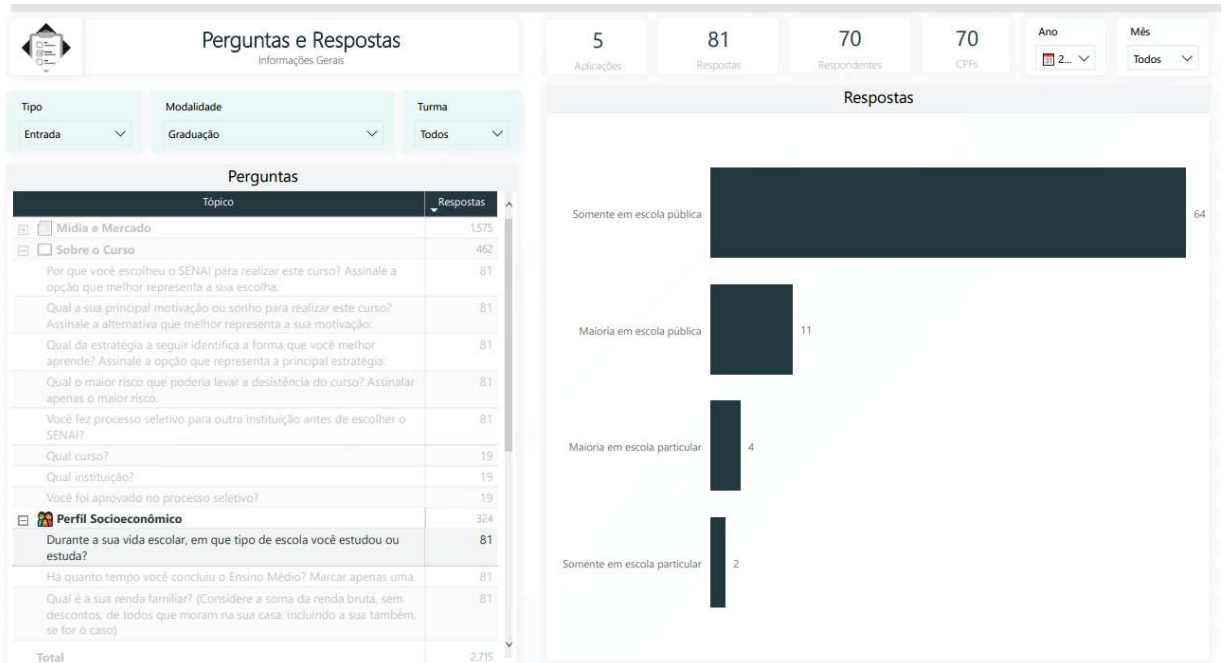 Perguntas e Respostas
Informações Gerais
5
Aplicações
81
Respostas
70
Respondentes
70
CPFs
Ano
2...
Mês
Todos
Tipo
Entrada
Modalidade
Graduação
Turma
Todos
Perguntas
Tópico Respostas
Mídia e Mercado 1.575
Sobre o Curso 462
Por que você escolheu o SENAI para realizar este curso? Assinale a 81
opção que melhor representa a sua escolha:
Qual a sua principal motivação ou sonho para realizar este curso? 81
Assinale a alternativa que melhor representa a sua motivação:
Qual da estratégia a seguir identifica a forma que você melhor 81
aprende? Assinale a opção que representa a principal estratégia:
Qual o maior risco que poderia levar a desistência do curso? Assinalar 81
apenas o maior risco.
Você fez processo seletivo para outra instituição antes de escolher o 81
SENAI?
Qual curso? 19
Qual instituição? 19
Você foi aprovado no processo seletivo? 19
Perfil Socioeconômico 324
Durante a sua vida escolar, em que tipo de escola você estudou ou 81
estuda?
Há quanto tempo você concluiu o Ensino Médio? Marcar apenas uma. 81
Qual é a sua renda familiar? (Considere a soma da renda bruta, sem 81
descontos, de todos que moram na sua casa, incluindo a sua também,
se for o caso)
Total 2.715
Respostas
Somente em escola pública 64
Maioria em escola pública 11
Maioria em escola particular 4
Somente em escola particular 2